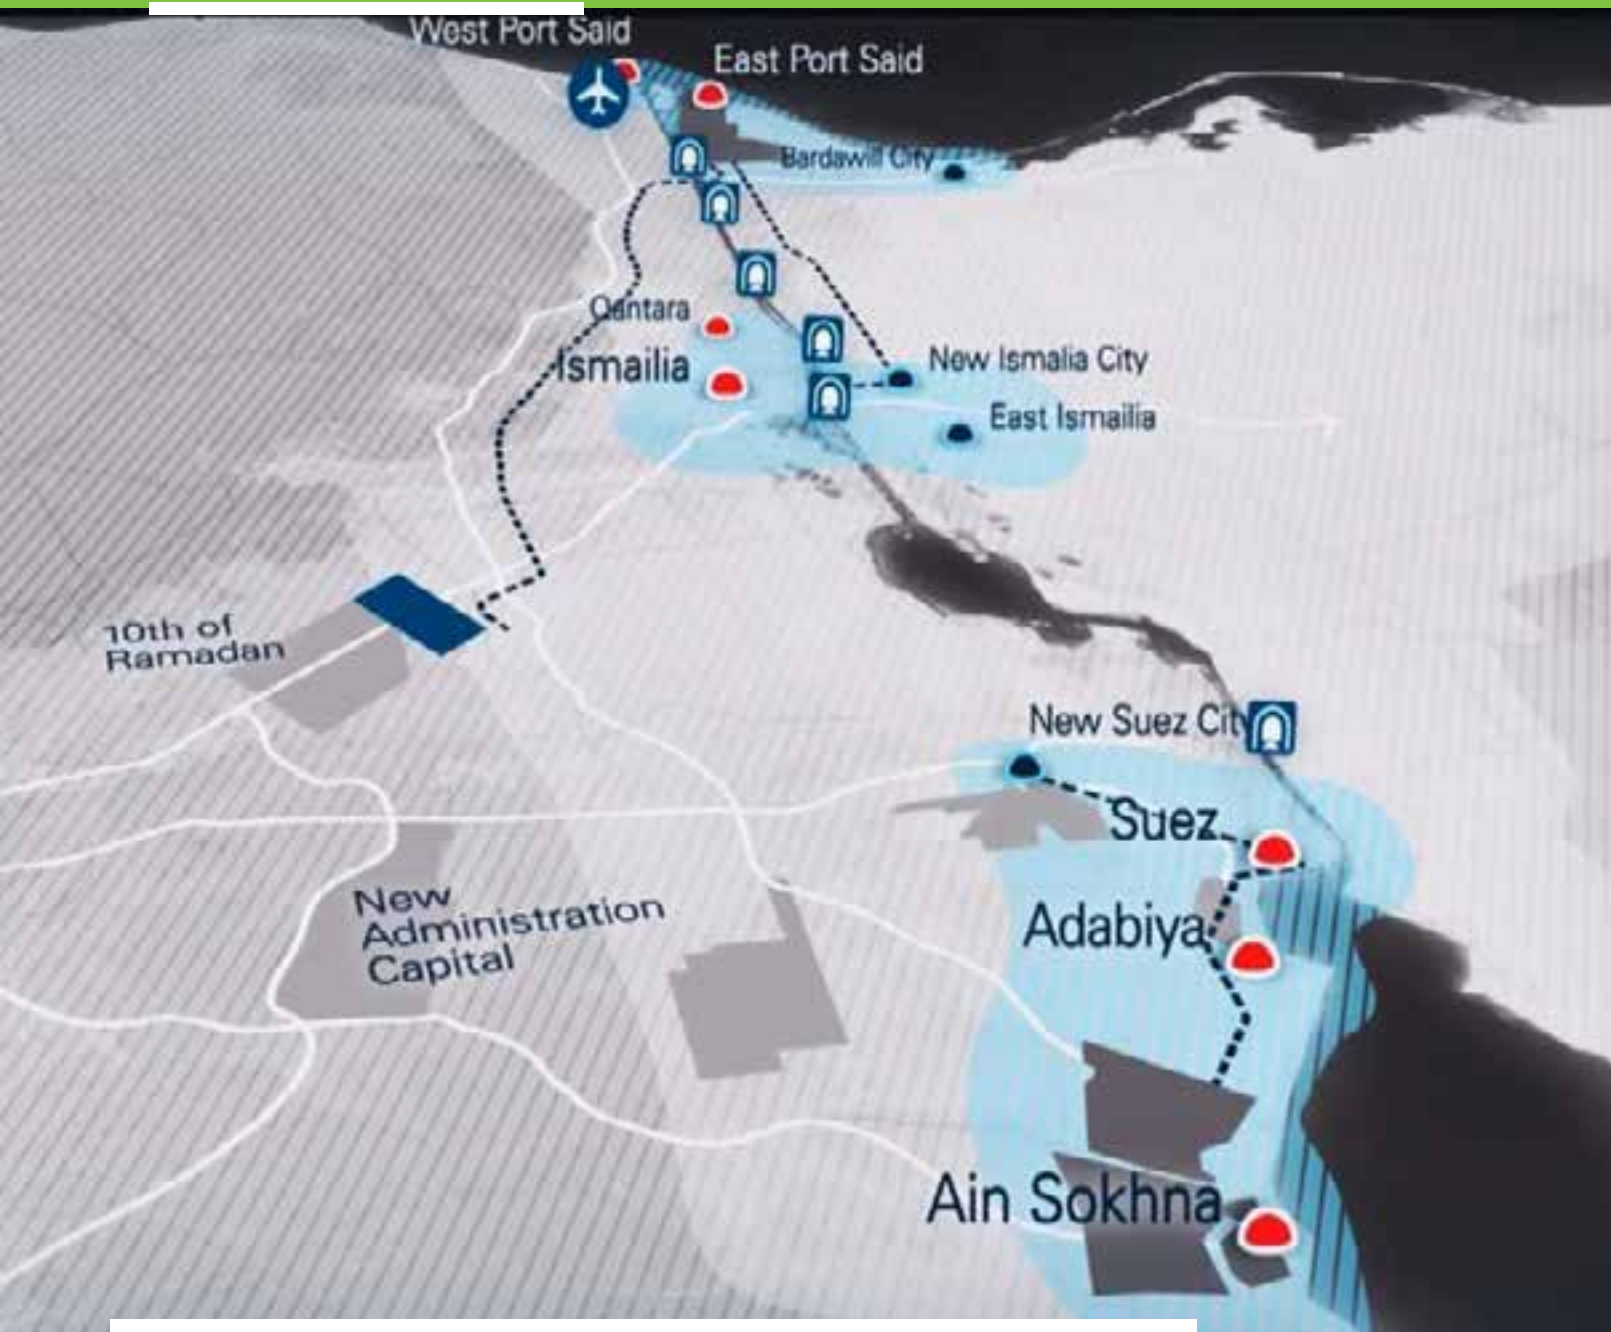 West Port Said
East Port Said
Bardawill City
Qantara
Ismailia
New Ismalia City
East Ismailia
10th of
Ramadan
New Suez City
Suez
New
Administration
Capital
Adabiya
Ain Sokhna